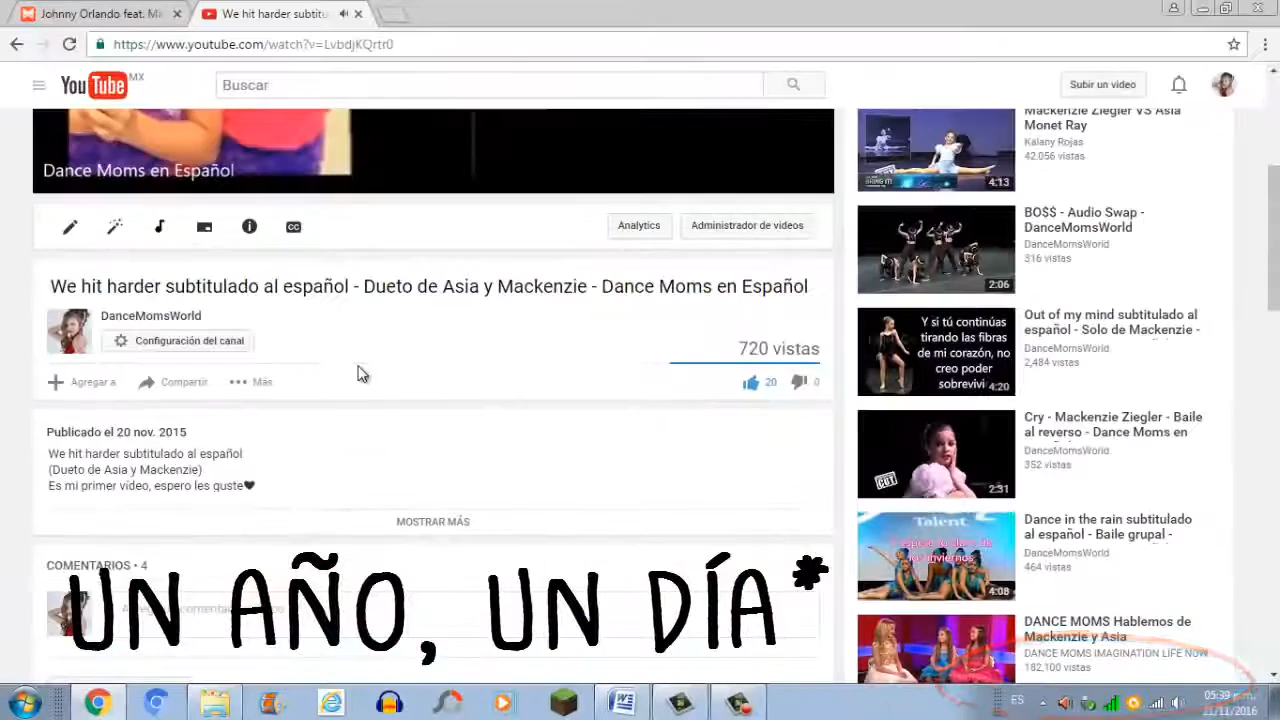 Johnny Orlando feat. Mi
We hit harder subtitu
https://www.youtube.com/watch?v=LvbdjKQrtr0
YouTube MX
Buscar
Subir un video
Dance Moms en Español
Analytics
Administrador de videos
We hit harder subtitulado al español - Dueto de Asia y Mackenzie - Dance Moms en Español
DanceMomsWorld
Configuración del canal
720 vistas
Agregar a
Compartir
Más
20
0
Publicado el 20 nov. 2015
We hit harder subtitulado al español
(Dueto de Asia y Mackenzie)
Es mi primer vídeo, espero les guste♥
MOSTRAR MÁS
COMENTARIOS • 4
UN AÑO, UN DÍA*
Mackenzie Ziegler VS Asia
Monet Ray
Kalany Rojas
42.056 vistas
4:13
BO$$ - Audio Swap -
DanceMomsWorld
DanceMomsWorld
316 vistas
2:06
Out of my mind subtitulado al
español - Solo de Mackenzie -
DanceMomsWorld
2,484 vistas
Y si tú continúas
tirando las fibras
de mi corazón, no
creo poder
sobrevivi
4:20
Cry - Mackenzie Ziegler - Baile
al reverso - Dance Moms en
DanceMomsWorld
352 vistas
2:31
Dance in the rain subtitulado
al español - Baile grupal -
DanceMomsWorld
464 vistas
Talent
4:08
DANCE MOMS Hablemos de
Mackenzie y Asia
DANCE MOMS IMAGINATION LIFE NOW
182,100 vistas
ES
05:39 p.m.
21/11/2016